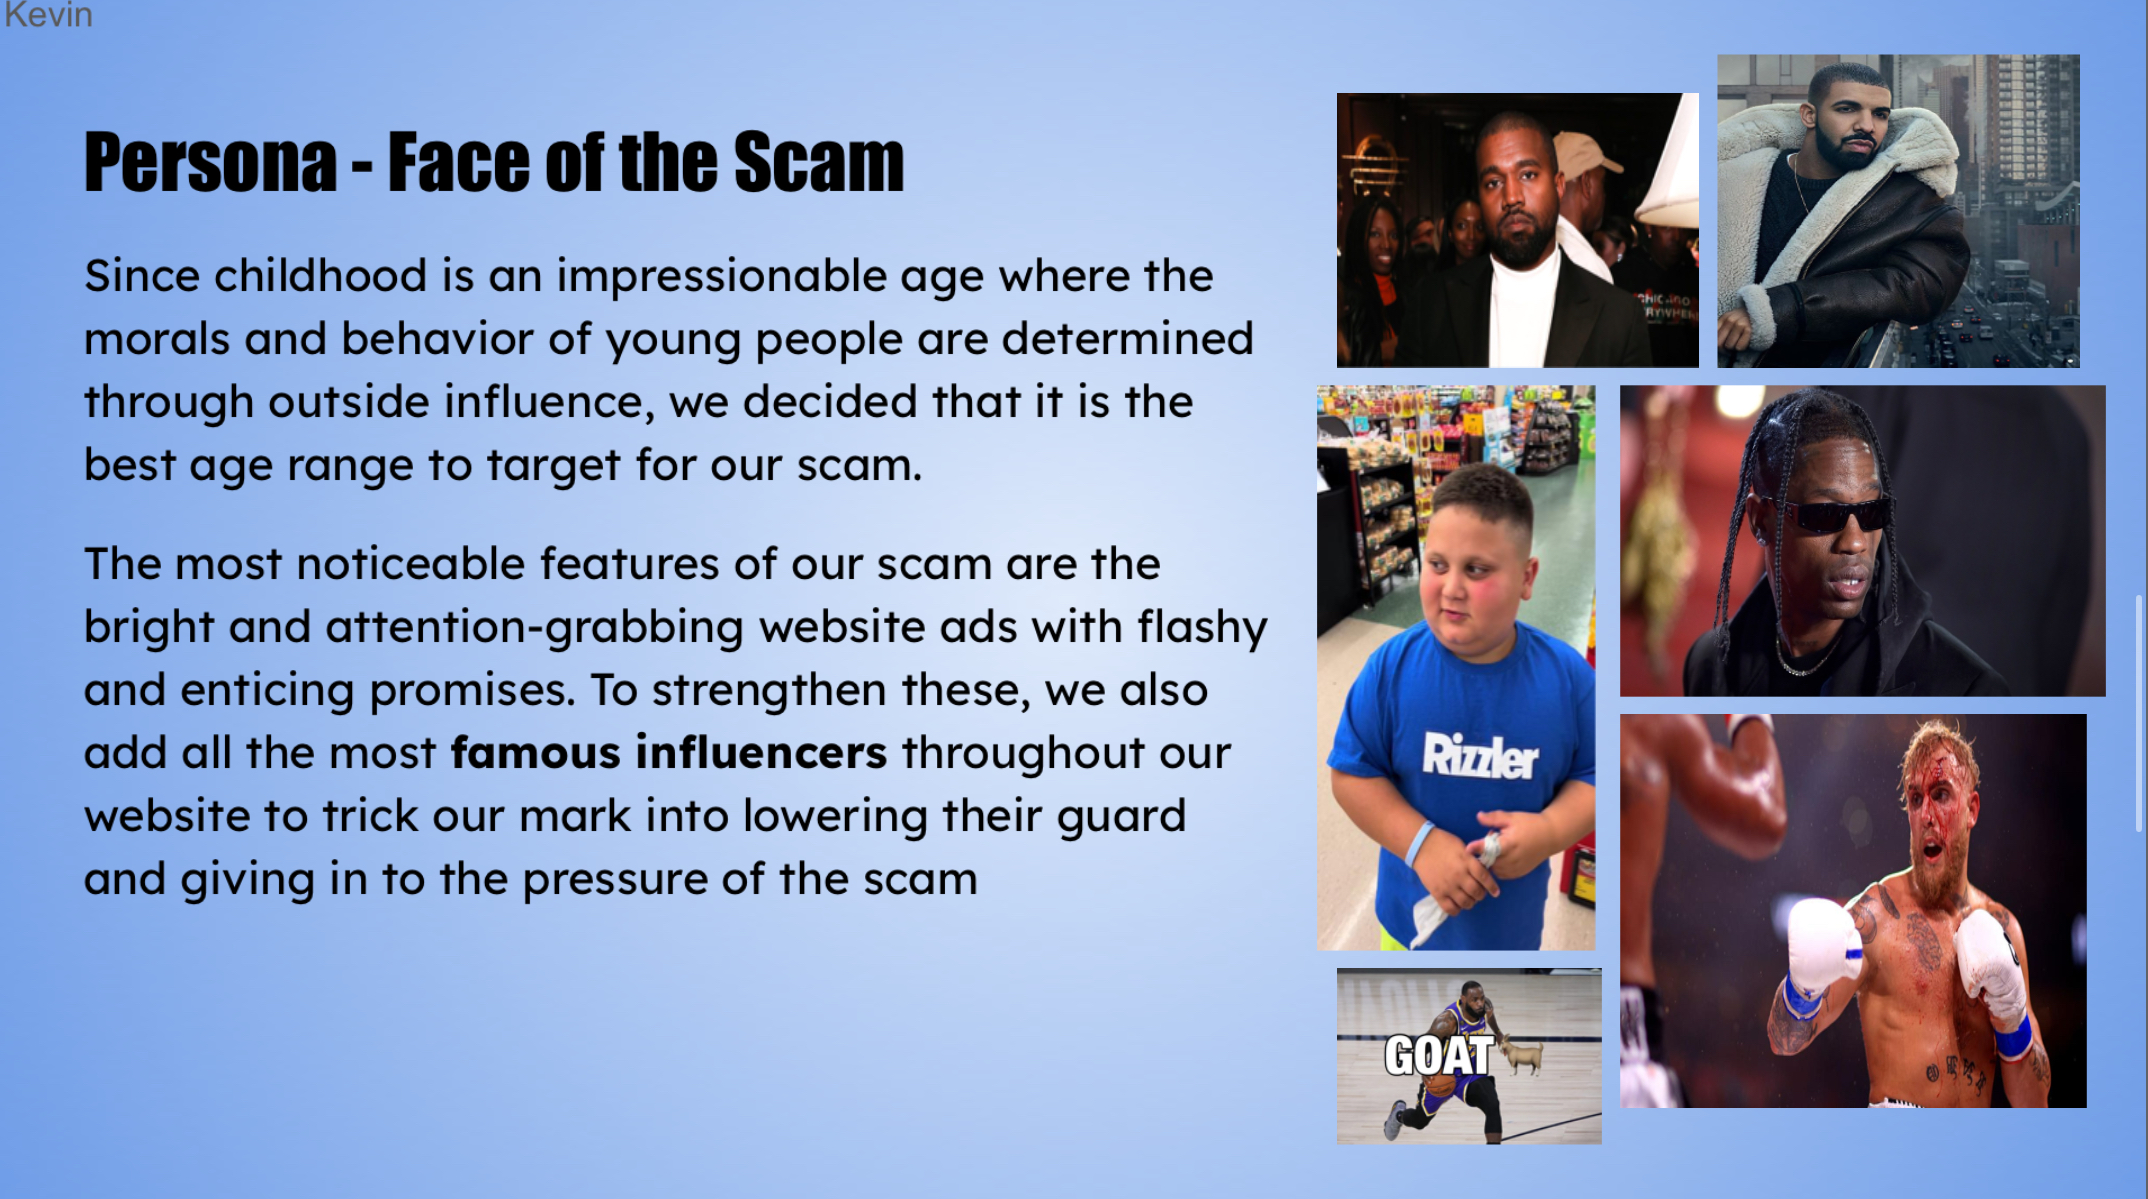 Kevin
Persona - Face of the Scam
Since childhood is an impressionable age where the
morals and behavior of young people are determined
through outside influence, we decided that it is the
best age range to target for our scam.
The most noticeable features of our scam are the
bright and attention-grabbing website ads with flashy
and enticing promises. To strengthen these, we also
add all the most famous influencers throughout our
website to trick our mark into lowering their guard
and giving in to the pressure of the scam
Rizzler
GOAT